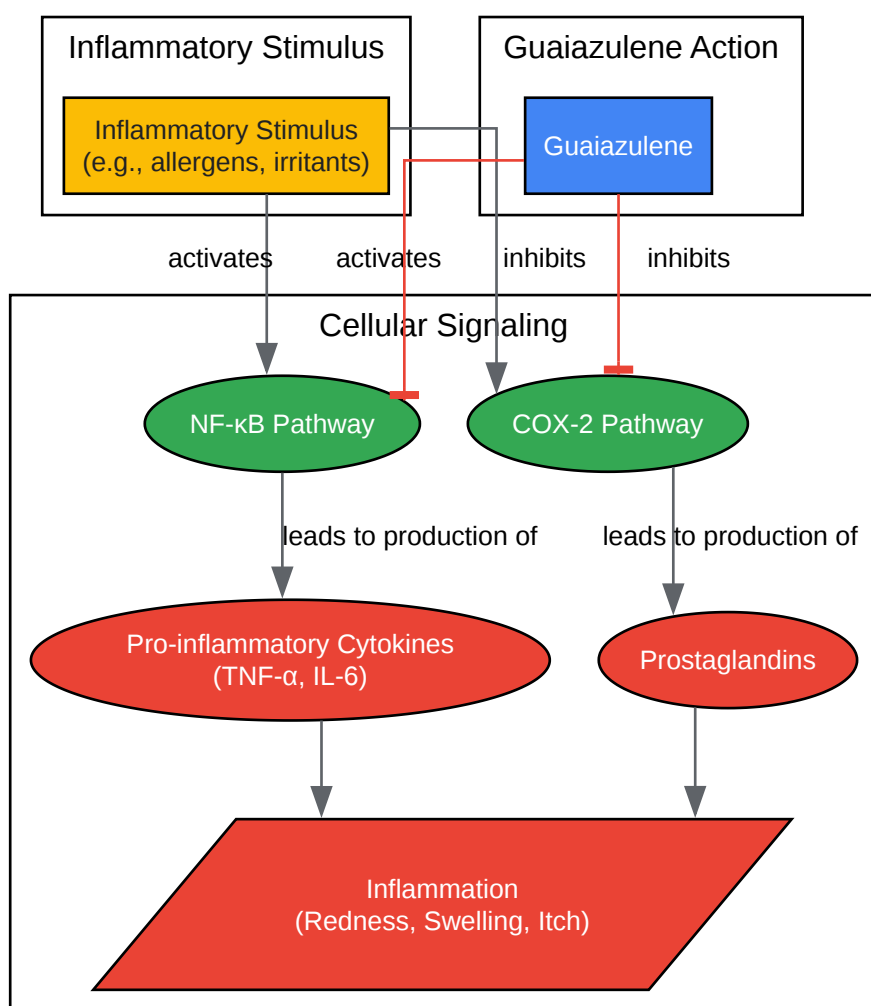 Inflammatory Stimulus
Guaiazulene Action
Inflammatory Stimulus
(e.g., allergens, irritants)
Guaiazulene
activates
activates
inhibits
inhibits
Cellular Signaling
NF-κB Pathway
COX-2 Pathway
leads to production of
leads to production of
Pro-inflammatory Cytokines
(TNF-α, IL-6)
Prostaglandins
Inflammation
(Redness, Swelling, Itch)